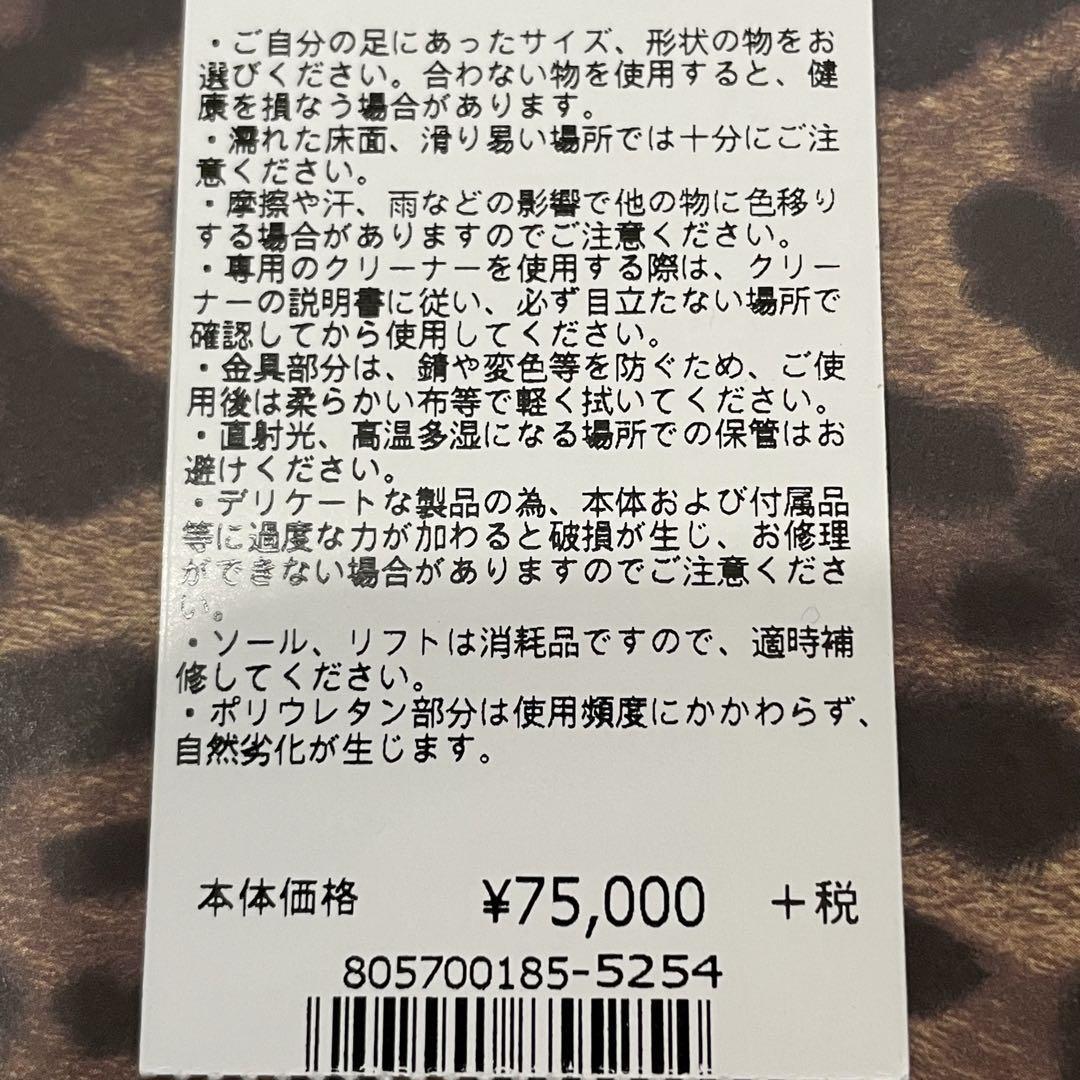 ・ご自分の足にあったサイズ、形状の物をお
選びください。合わない物を使用すると、健
康を損なう場合があります。
・濡れた床面、滑り易い場所では十分にご注
意ください。
・摩擦や汗、雨などの影響で他の物に色移り
する場合がありますのでご注意ください。
・専用のクリーナーを使用する際は、クリー
ナーの説明書に従い、必ず目立たない場所で
確認してから使用してください。
・金具部分は、錆や変色等を防ぐため、ご使
用後は柔らかい布等で軽く拭いてください。
・直射光、高温多湿になる場所での保管はお
避けください。
・デリケートな製品の為、本体および付属品
等に過度な力が加わると破損が生じ、お修理
ができない場合がありますのでご注意くださ
い。
・ソール、リフトは消耗品ですので、適時補
修してください。
・ポリウレタン部分は使用頻度にかかわらず、
自然劣化が生じます。
本体価格 ¥75,000 +税
805700185-5254